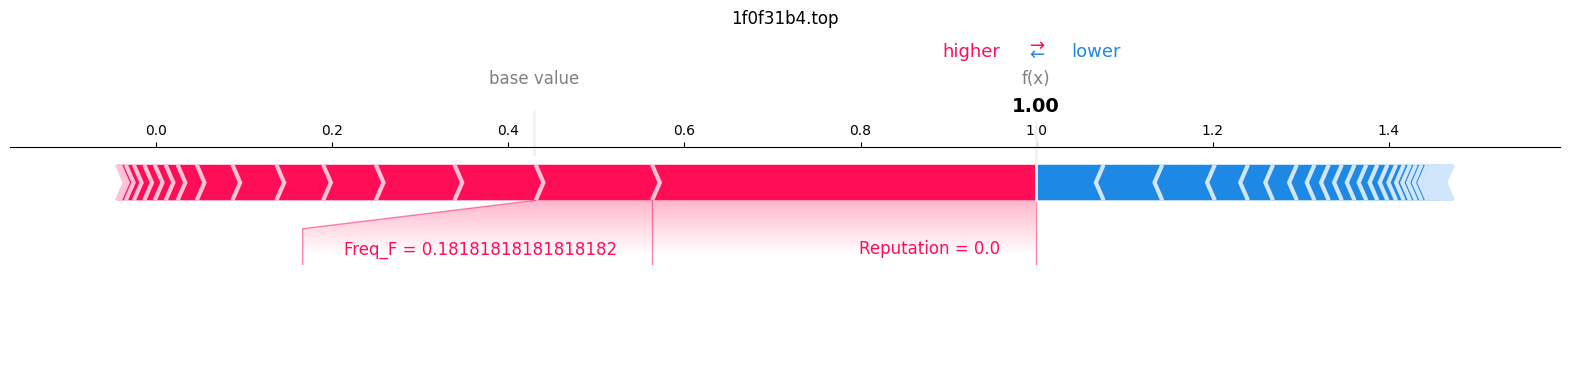 1f0f31b4.top
higher ⇄ lower
base value f(x)
1.00
0.0 0.2 0.4 0.6 0.8 1.0 1.2 1.4
Freq_F = 0.18181818181818182 Reputation = 0.0